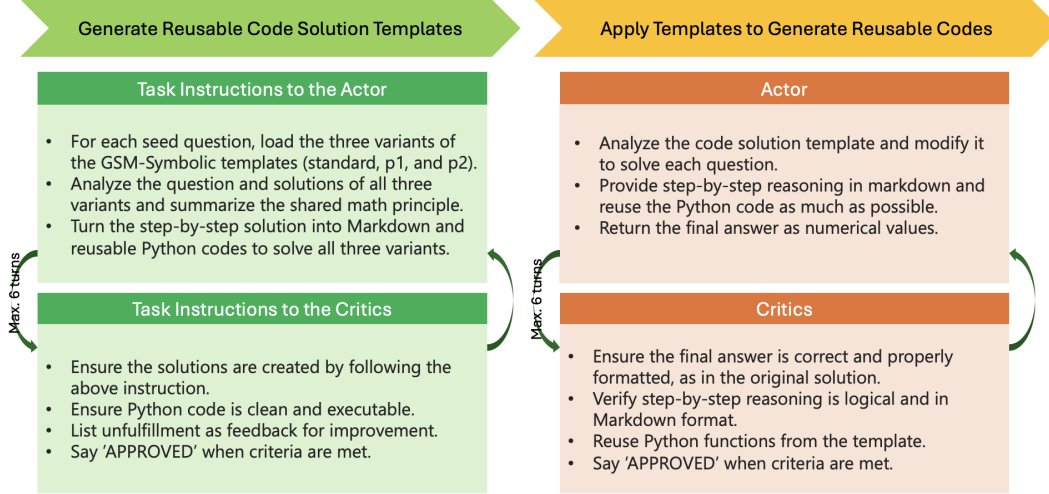 Generate Reusable Code Solution Templates
Task Instructions to the Actor
• For each seed question, load the three variants of
the GSM-Symbolic templates (standard, p1, and p2).
• Analyze the question and solutions of all three
variants and summarize the shared math principle.
• Turn the step-by-step solution into Markdown and
reusable Python codes to solve all three variants.
Max. 6 turns
Task Instructions to the Critics
• Ensure the solutions are created by following the
above instruction.
• Ensure Python code is clean and executable.
• List unfulfillment as feedback for improvement.
• Say ‘APPROVED’ when criteria are met.
Apply Templates to Generate Reusable Codes
Actor
• Analyze the code solution template and modify it
to solve each question.
• Provide step-by-step reasoning in markdown and
reuse the Python code as much as possible.
• Return the final answer as numerical values.
Max. 6 turns
Critics
• Ensure the final answer is correct and properly
formatted, as in the original solution.
• Verify step-by-step reasoning is logical and in
Markdown format.
• Reuse Python functions from the template.
• Say ‘APPROVED’ when criteria are met.